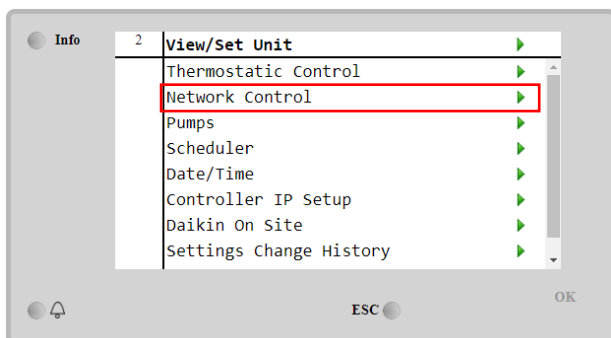 Info
2 View/Set Unit
Thermostatic Control
Network Control
Pumps
Scheduler
Date/Time
Controller IP Setup
Daikin On Site
Settings Change History
OK
ESC